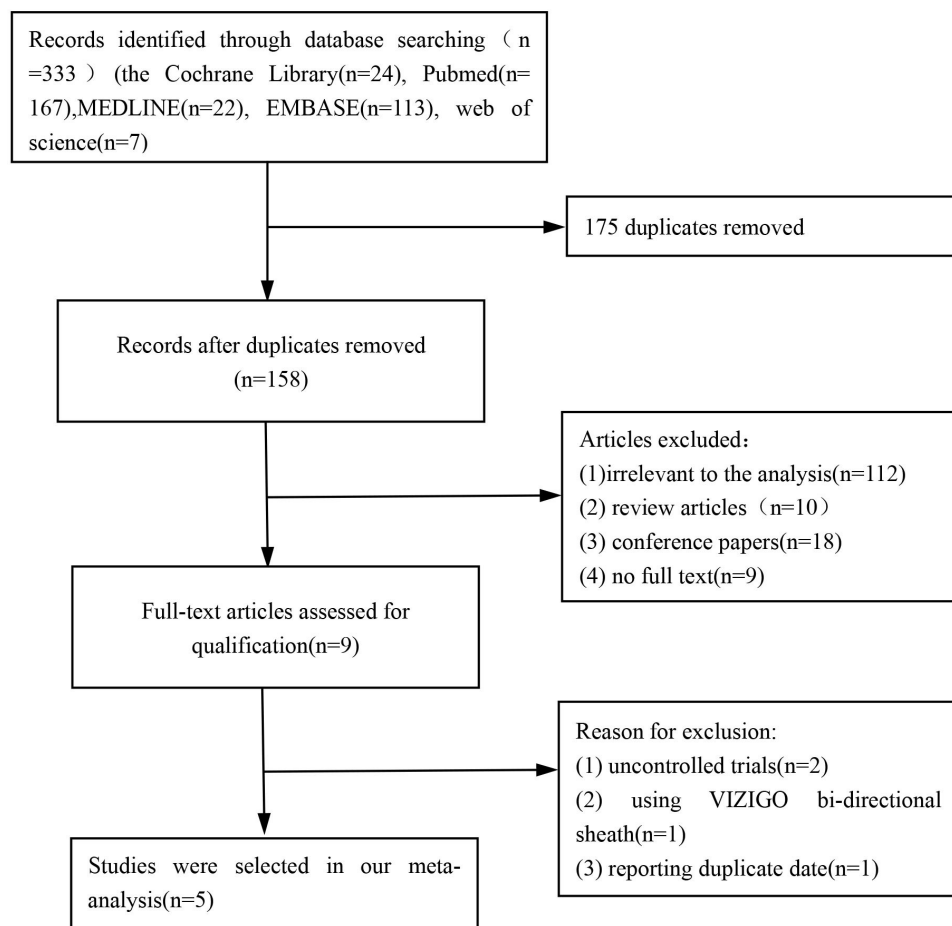 Records identified through database searching（n
=333） (the Cochrane Library(n=24), Pubmed(n=
167),MEDLINE(n=22), EMBASE(n=113), web of
science(n=7)
175 duplicates removed
Records after duplicates removed
(n=158)
Articles excluded：
(1)irrelevant to the analysis(n=112)
(2) review articles（n=10）
(3) conference papers(n=18)
(4) no full text(n=9)
Full-text articles assessed for
qualification(n=9)
Reason for exclusion:
(1) uncontrolled trials(n=2)
(2) using VIZIGO bi-directional
sheath(n=1)
(3) reporting duplicate date(n=1)
Studies were selected in our meta-
analysis(n=5)